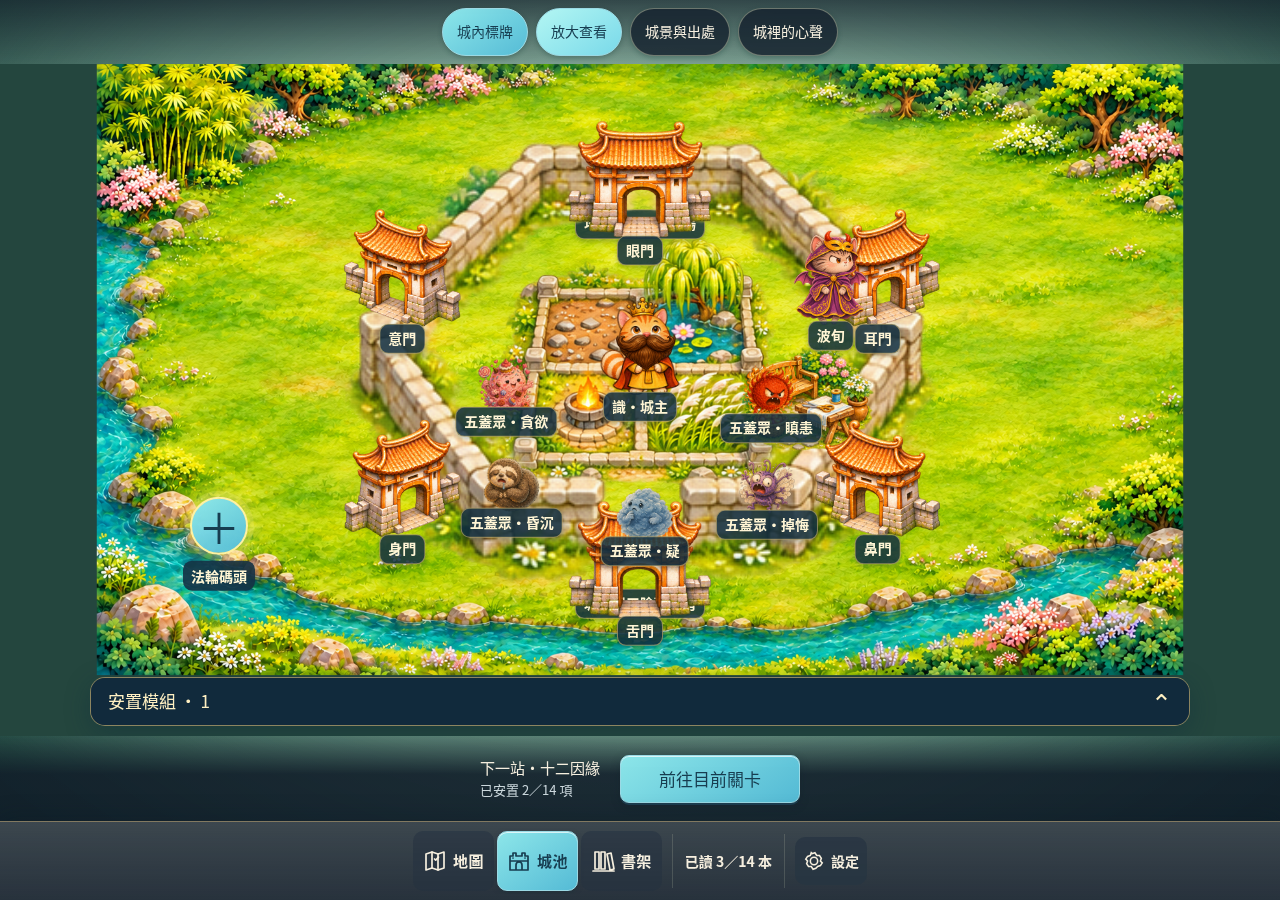 城內標牌
放大查看
城景與出處
城裡的心聲
眼門
意門
波旬
耳門
識・城主
五蓋眾・貪欲
五蓋眾・瞋恚
五蓋眾・昏沉
五蓋眾・掉悔
五蓋眾・疑
身門
鼻門
法輪碼頭
舌門
安置模組 · 1
下一站・十二因緣
已安置 2／14 項
前往目前關卡
地圖
城池
書架
已讀 3／14 本
設定